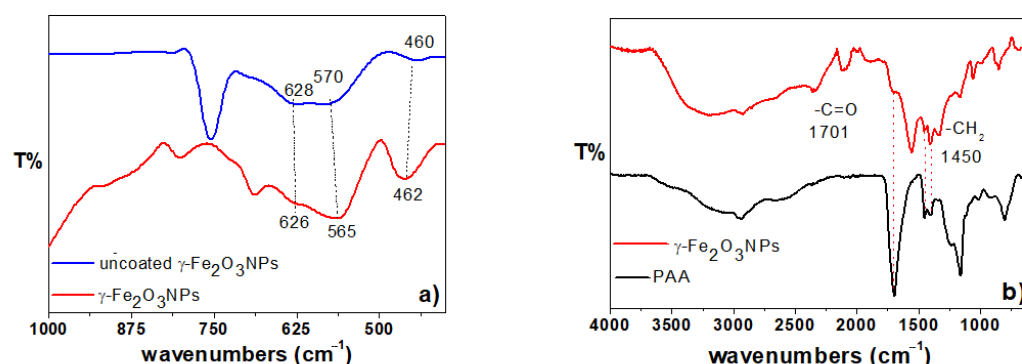 460
628
570
T%
462
626
565
uncoated γ-Fe₂O₃NPs
γ-Fe₂O₃NPs
a)
1000 875 750 625 500
wavenumbers (cm⁻¹)
-C=O
1701
-CH₂
1450
T%
γ-Fe₂O₃NPs
PAA
b)
4000 3500 3000 2500 2000 1500 1000
wavenumbers (cm⁻¹)